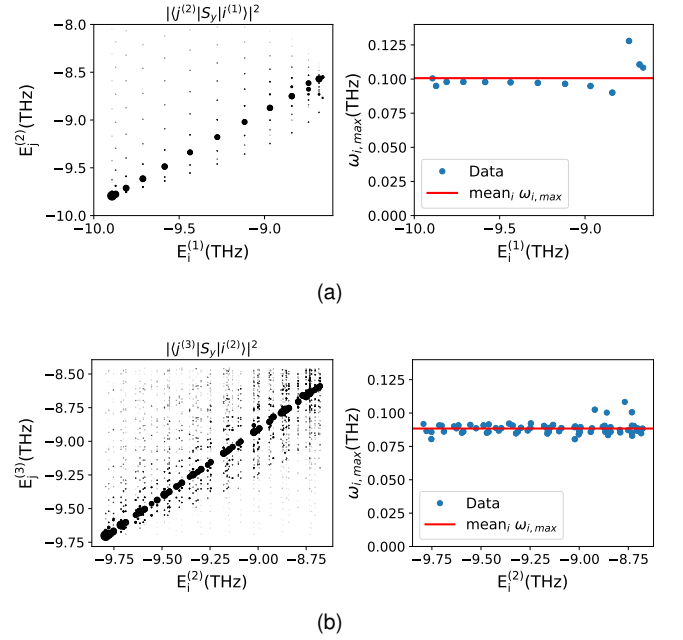 |⟨j⁽²⁾|S_y|i⁽¹⁾⟩|²
E_j⁽²⁾(THz)
−8.0
−8.5
−9.0
−9.5
−10.0
−10.0 −9.5 −9.0
E_i⁽¹⁾(THz)
ω_{i,max}(THz)
0.125
0.100
0.075
0.050
0.025
0.000
Data
mean_i ω_{i,max}
−10.0 −9.5 −9.0
E_i⁽¹⁾(THz)
(a)
|⟨j⁽³⁾|S_y|i⁽²⁾⟩|²
E_j⁽³⁾(THz)
−8.50
−8.75
−9.00
−9.25
−9.50
−9.75
−9.75 −9.50 −9.25 −9.00 −8.75
E_i⁽²⁾(THz)
ω_{i,max}(THz)
0.125
0.100
0.075
0.050
0.025
0.000
Data
mean_i ω_{i,max}
−9.75 −9.50 −9.25 −9.00 −8.75
E_i⁽²⁾(THz)
(b)